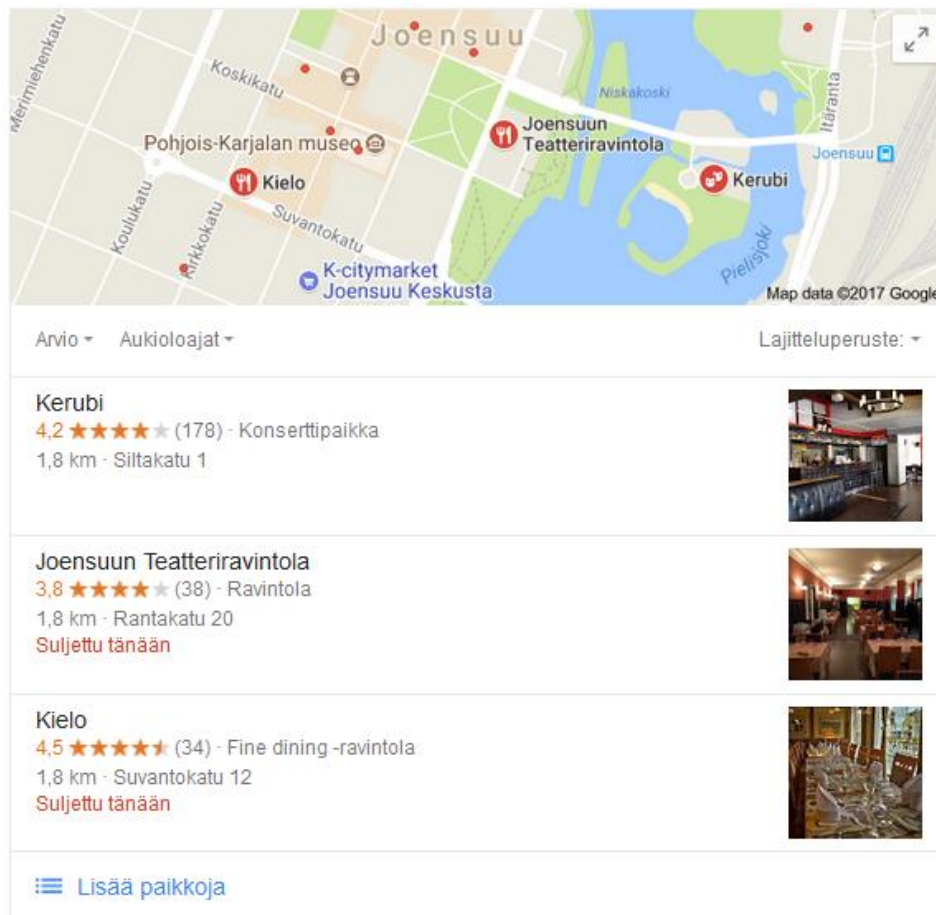 Joensuu
Merimiehenkatu
Koskikatu
Niskakoski
Itäranta
Joensuun
Teatteriravintola
Pohjois-Karjalan museo
Joensuu
Kielo
Kerubi
Koulukatu
Kirkkokatu
Suvantokatu
Pielisjoki
K-citymarket
Joensuu Keskusta
Map data ©2017 Google
Arvio Aukioloajat Lajitteluperuste:
Kerubi
4,2 ★★★★★ (178) · Konserttipaikka
1,8 km · Siltakatu 1
Joensuun Teatteriravintola
3,8 ★★★★★ (38) · Ravintola
1,8 km · Rantakatu 20
Suljettu tänään
Kielo
4,5 ★★★★★ (34) · Fine dining -ravintola
1,8 km · Suvantokatu 12
Suljettu tänään
Lisää paikkoja